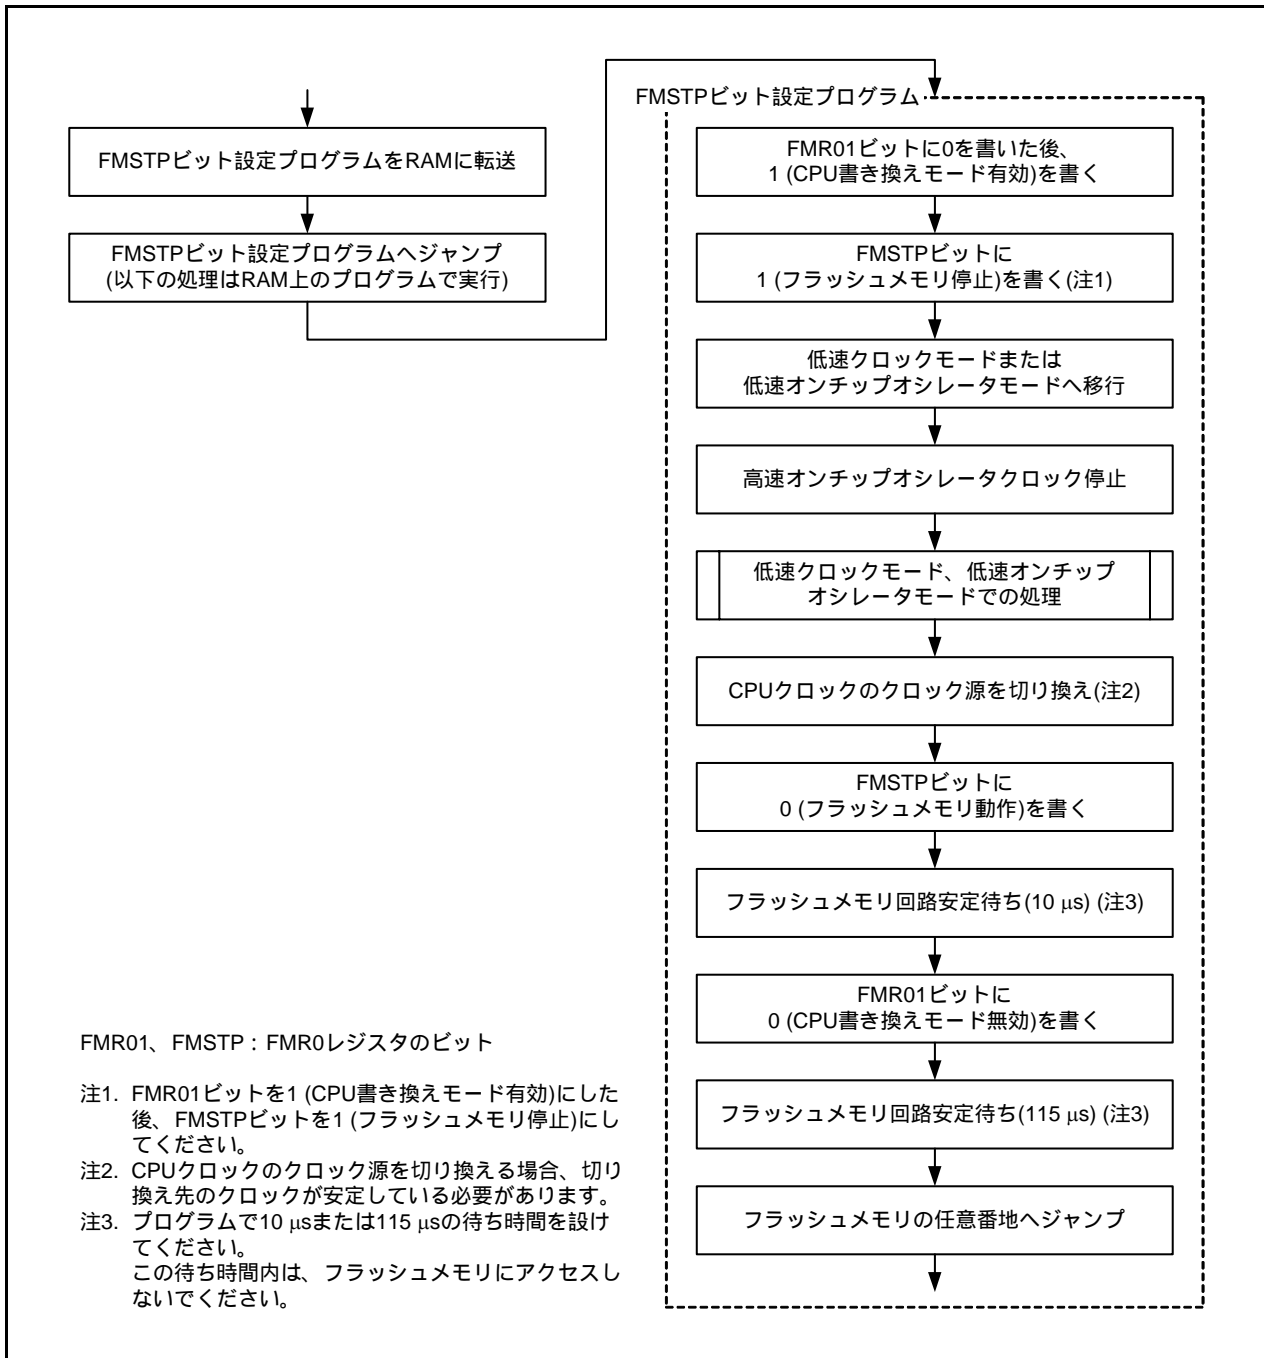 FMSTPビット設定プログラムをRAMに転送
FMSTPビット設定プログラムへジャンプ
(以下の処理はRAM上のプログラムで実行)
FMSTPビット設定プログラム
FMR01ビットに0を書いた後、
1 (CPU書き換えモード有効)を書く
FMSTPビットに
1 (フラッシュメモリ停止)を書く(注1)
低速クロックモードまたは
低速オンチップオシレータモードへ移行
高速オンチップオシレータクロック停止
低速クロックモード、低速オンチップ
オシレータモードでの処理
CPUクロックのクロック源を切り換え(注2)
FMSTPビットに
0 (フラッシュメモリ動作)を書く
フラッシュメモリ回路安定待ち(10 μs) (注3)
FMR01ビットに
0 (CPU書き換えモード無効)を書く
フラッシュメモリ回路安定待ち(115 μs) (注3)
フラッシュメモリの任意番地へジャンプ
FMR01、FMSTP : FMR0レジスタのビット
注1. FMR01ビットを1 (CPU書き換えモード有効)にした
後、FMSTPビットを1 (フラッシュメモリ停止)にし
てください。
注2. CPUクロックのクロック源を切り換える場合、切り
換え先のクロックが安定している必要があります。
注3. プログラムで10 μsまたは115 μsの待ち時間を設け
てください。
この待ち時間内は、フラッシュメモリにアクセスし
ないでください。